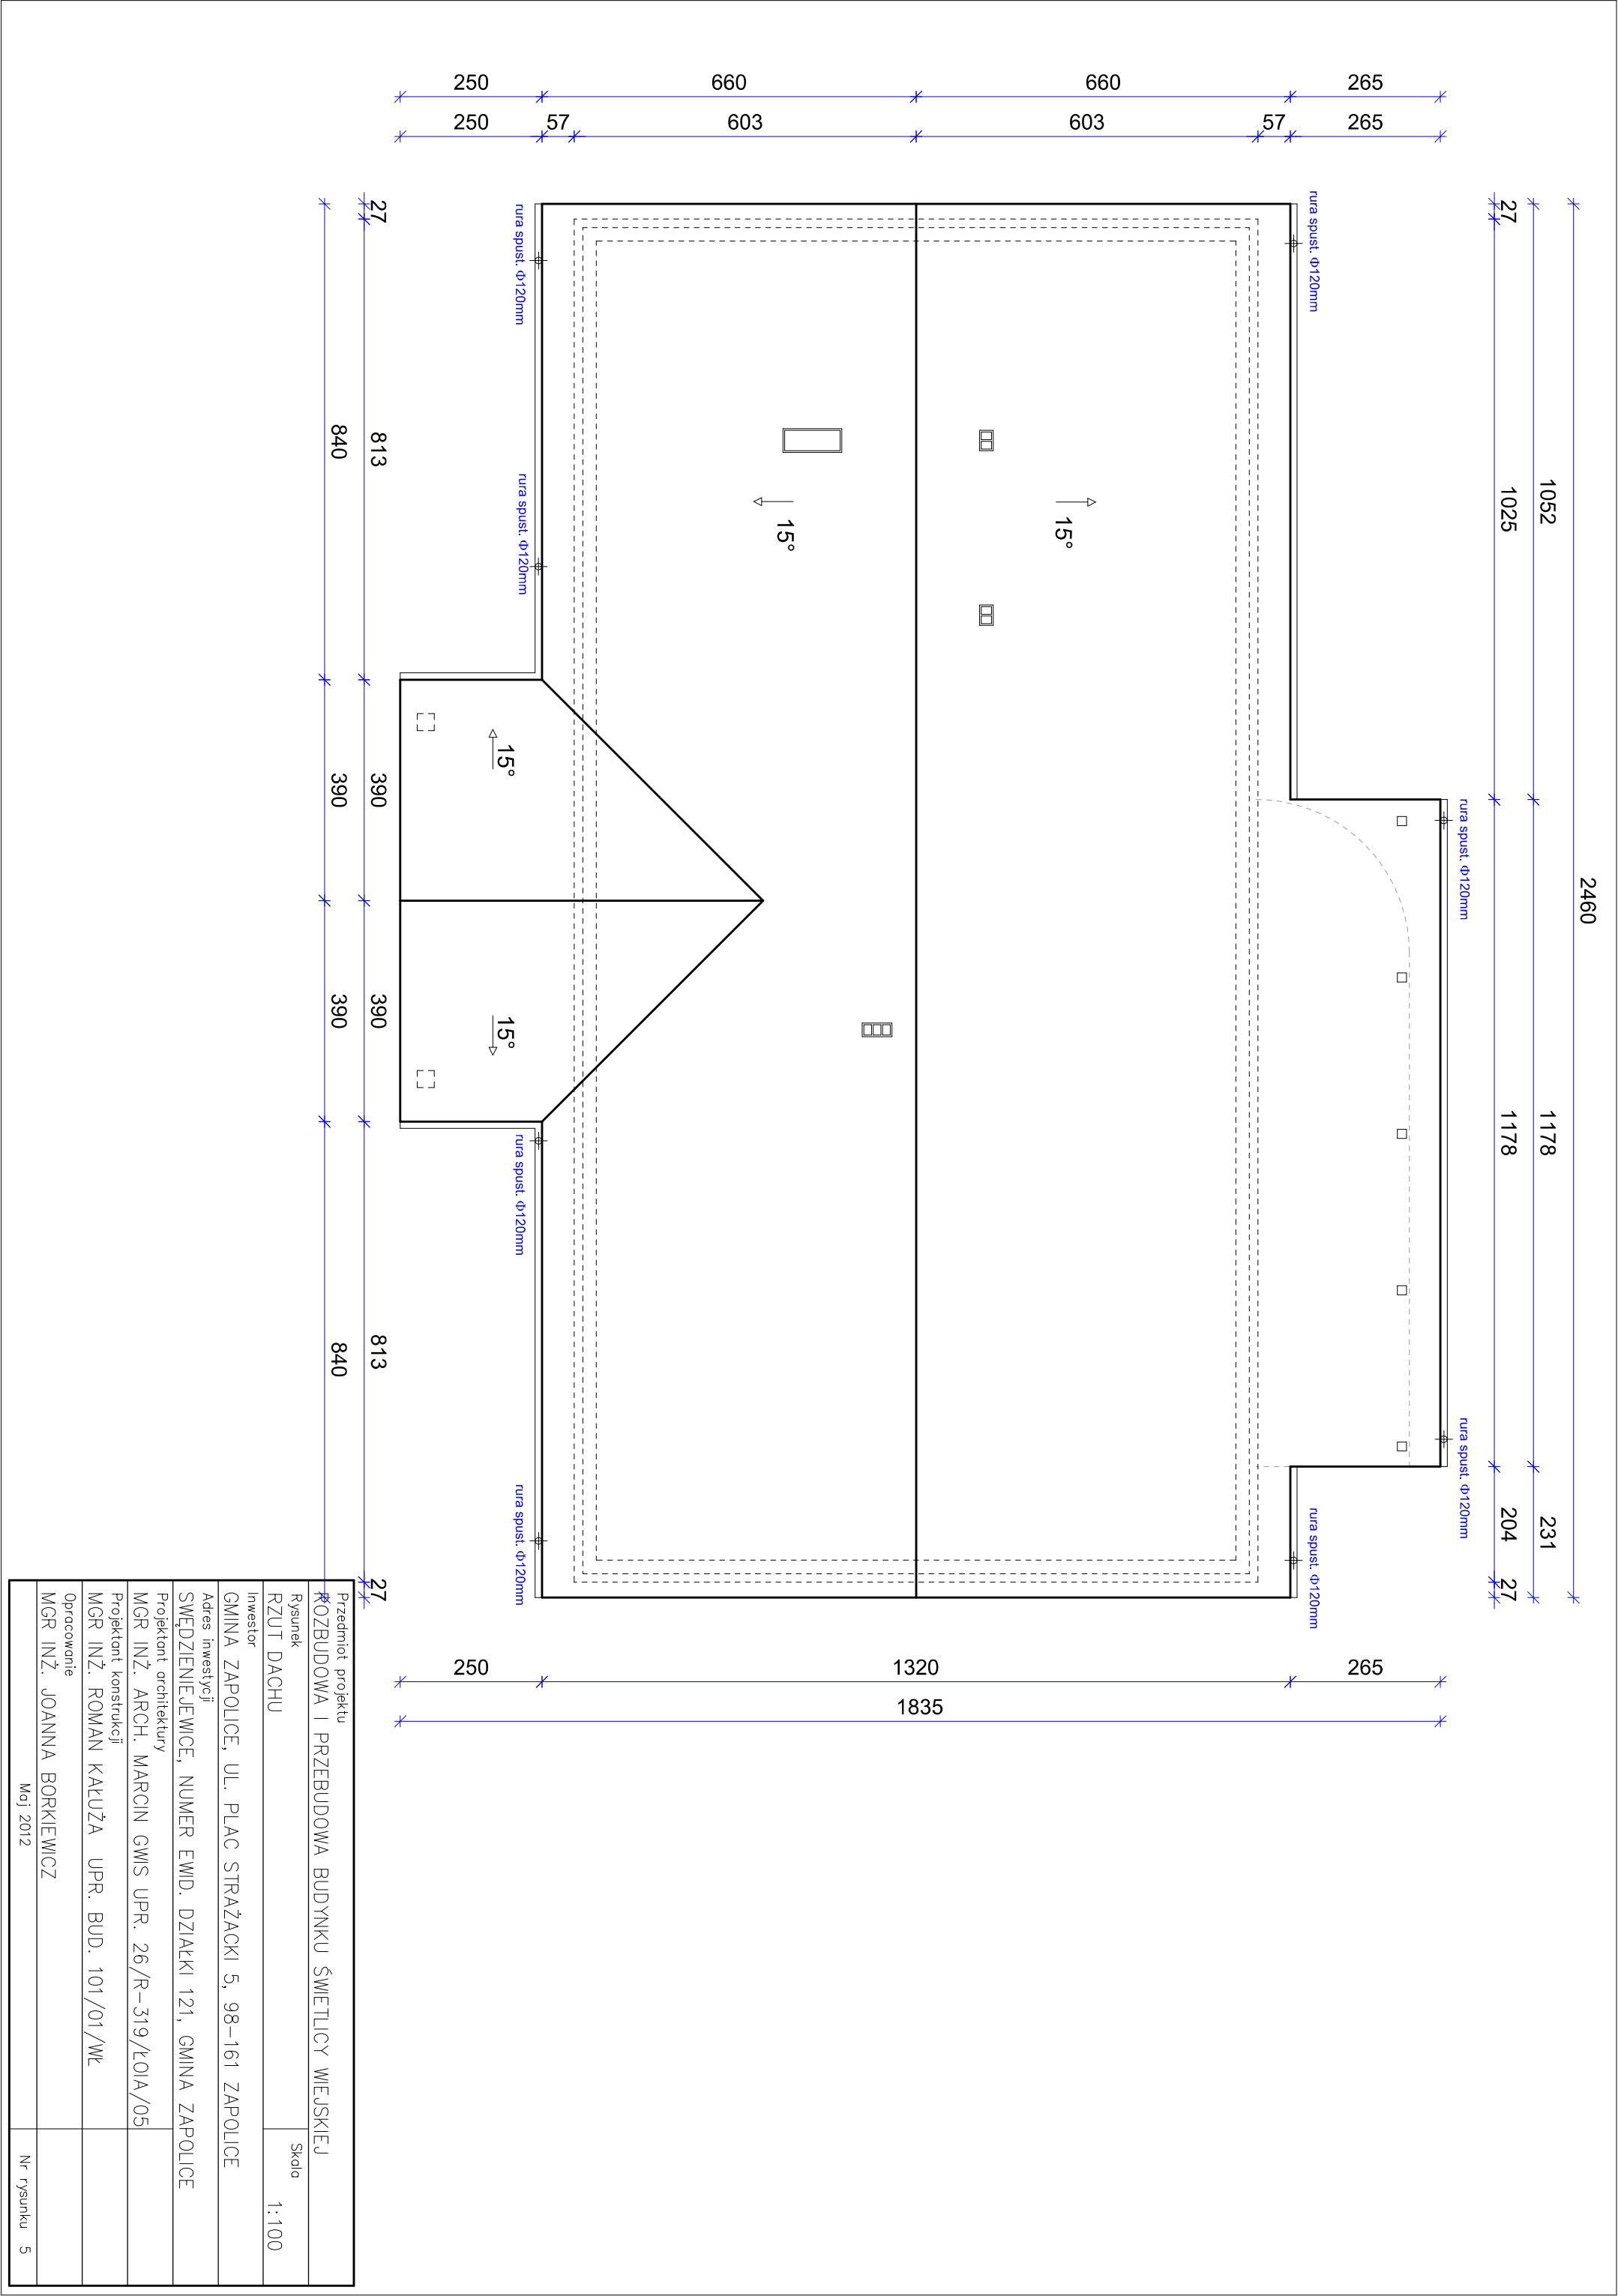 250
660
660
265
250
57
603
603
57
265
2460
1052
1178
231
27
1025
1178
204
27
rura spust. Φ120mm
rura spust. Φ120mm
rura spust. Φ120mm
rura spust. Φ120mm
15°
15°
15°
15°
rura spust. Φ120mm
rura spust. Φ120mm
rura spust. Φ120mm
rura spust. Φ120mm
27
813
390
390
813
27
840
390
390
840
250
1320
265
1835
Przedmiot projektu
ROZBUDOWA I PRZEBUDOWA BUDYNKU ŚWIETLICY WIEJSKIEJ
Rysunek
RZUT DACHU
Skala
1:100
Inwestor
GMINA ZAPOLICE, UL. PLAC STRAŻACKI 5, 98-161 ZAPOLICE
Adres inwestycji
SWĘDZIENIEJEWICE, NUMER EWID. DZIAŁKI 121, GMINA ZAPOLICE
Projektant architektury
MGR INŻ. ARCH. MARCIN GWIS UPR. 26/R-319/ŁOIA/05
Projektant konstrukcji
MGR INŻ. ROMAN KAŁUŻA UPR. BUD. 101/01/WŁ
Opracowanie
MGR INŻ. JOANNA BORKIEWICZ
Maj 2012
Nr rysunku 5